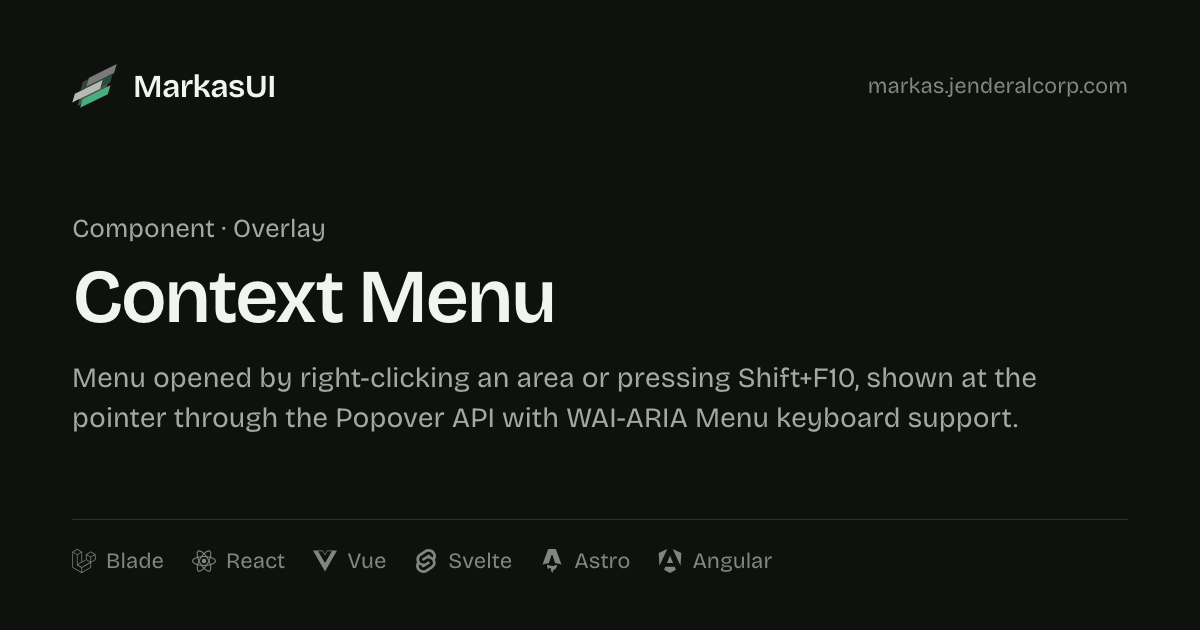 MarkasUI
markas.jenderalcorp.com
Component · Overlay
Context Menu
Menu opened by right-clicking an area or pressing Shift+F10, shown at the
pointer through the Popover API with WAI-ARIA Menu keyboard support.
Blade React Vue Svelte Astro Angular